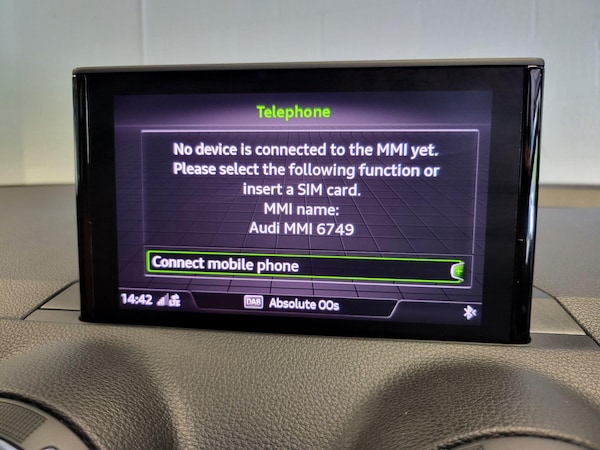 Telephone
No device is connected to the MMI yet.
Please select the following function or
insert a SIM card.
MMI name:
Audi MMI 6749
Connect mobile phone
14:42 LTE DAB Absolute 00s